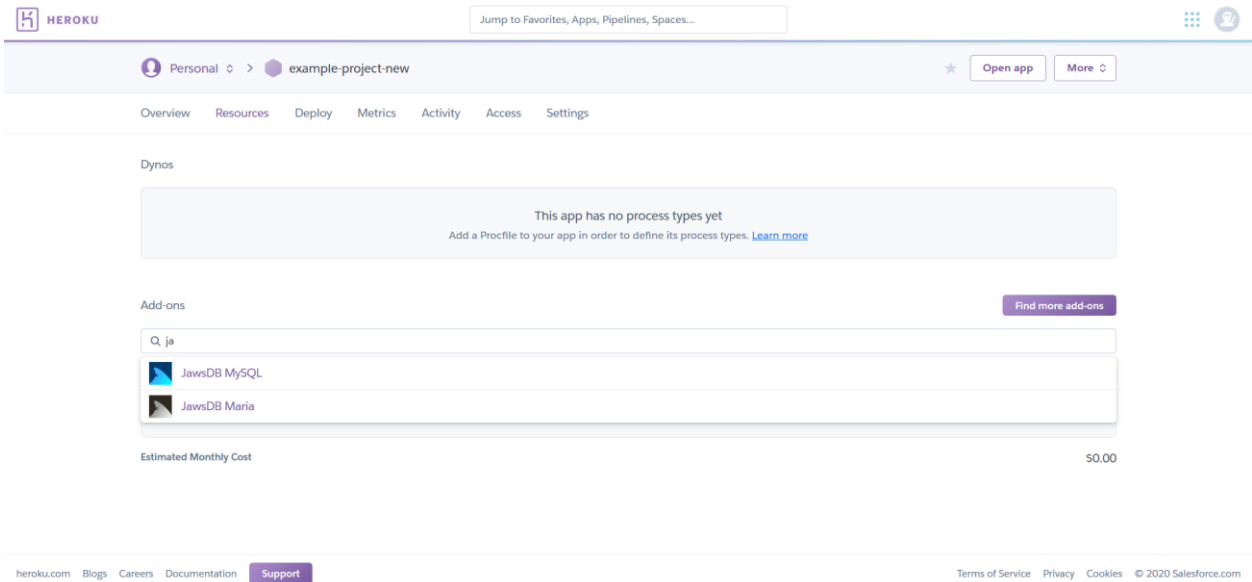 HEROKU
Jump to Favorites, Apps, Pipelines, Spaces...
Personal > example-project-new
Open app
More
Overview Resources Deploy Metrics Activity Access Settings
Dynos
This app has no process types yet
Add a Procfile to your app in order to define its process types. Learn more
Add-ons
Find more add-ons
ja
JawsDB MySQL
JawsDB Maria
Estimated Monthly Cost
$0.00
heroku.com Blogs Careers Documentation Support
Terms of Service Privacy Cookies © 2020 Salesforce.com